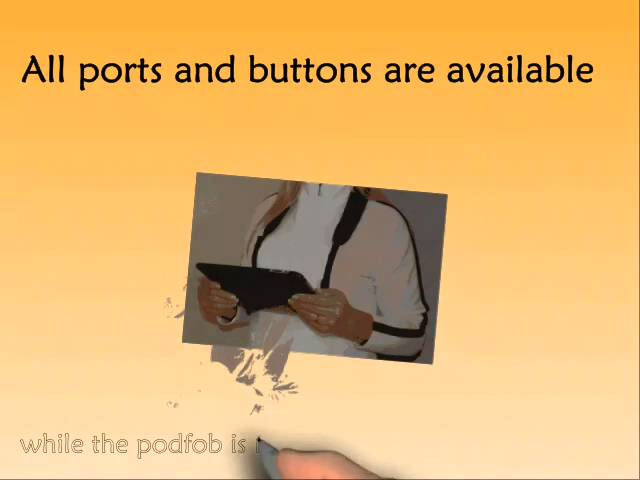 All ports and buttons are available
while the podfob is